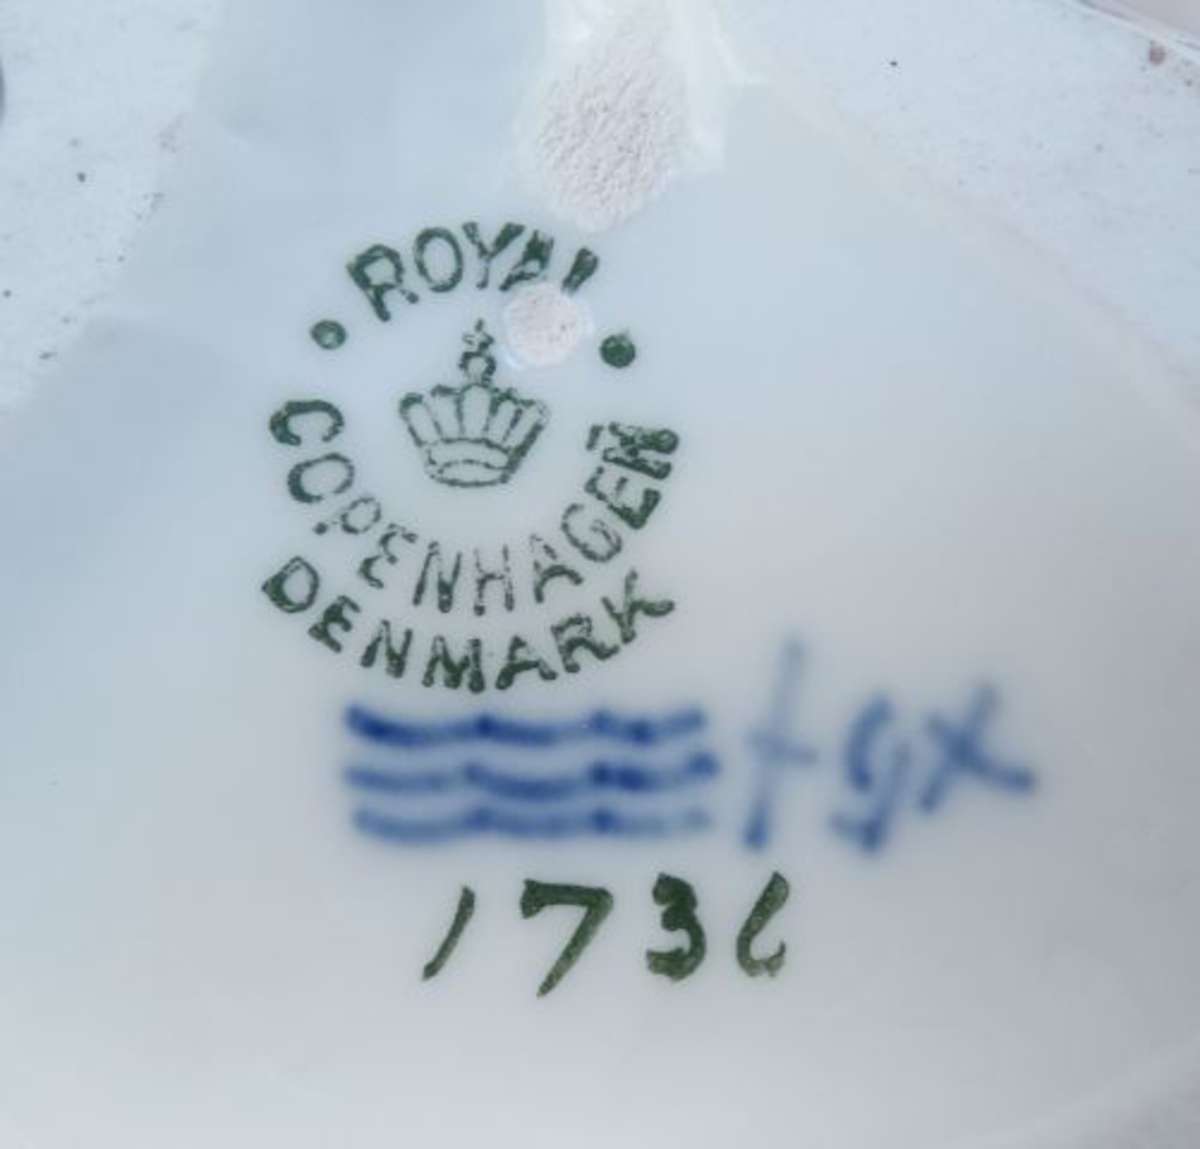 ROYAL
COPENHAGEN
DENMARK
1736